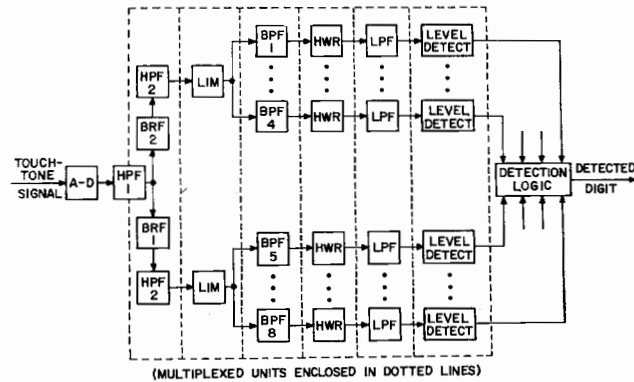 TOUCH-
TONE
SIGNAL
A-D
HPF
1
BRF
2
HPF
2
LIM
BPF
1
HWR
LPF
LEVEL
DETECT
BPF
4
HWR
LPF
LEVEL
DETECT
BRF
1
HPF
2
LIM
BPF
5
HWR
LPF
LEVEL
DETECT
BPF
8
HWR
LPF
LEVEL
DETECT
DETECTION
LOGIC
DETECTED
DIGIT
(MULTIPLEXED UNITS ENCLOSED IN DOTTED LINES)